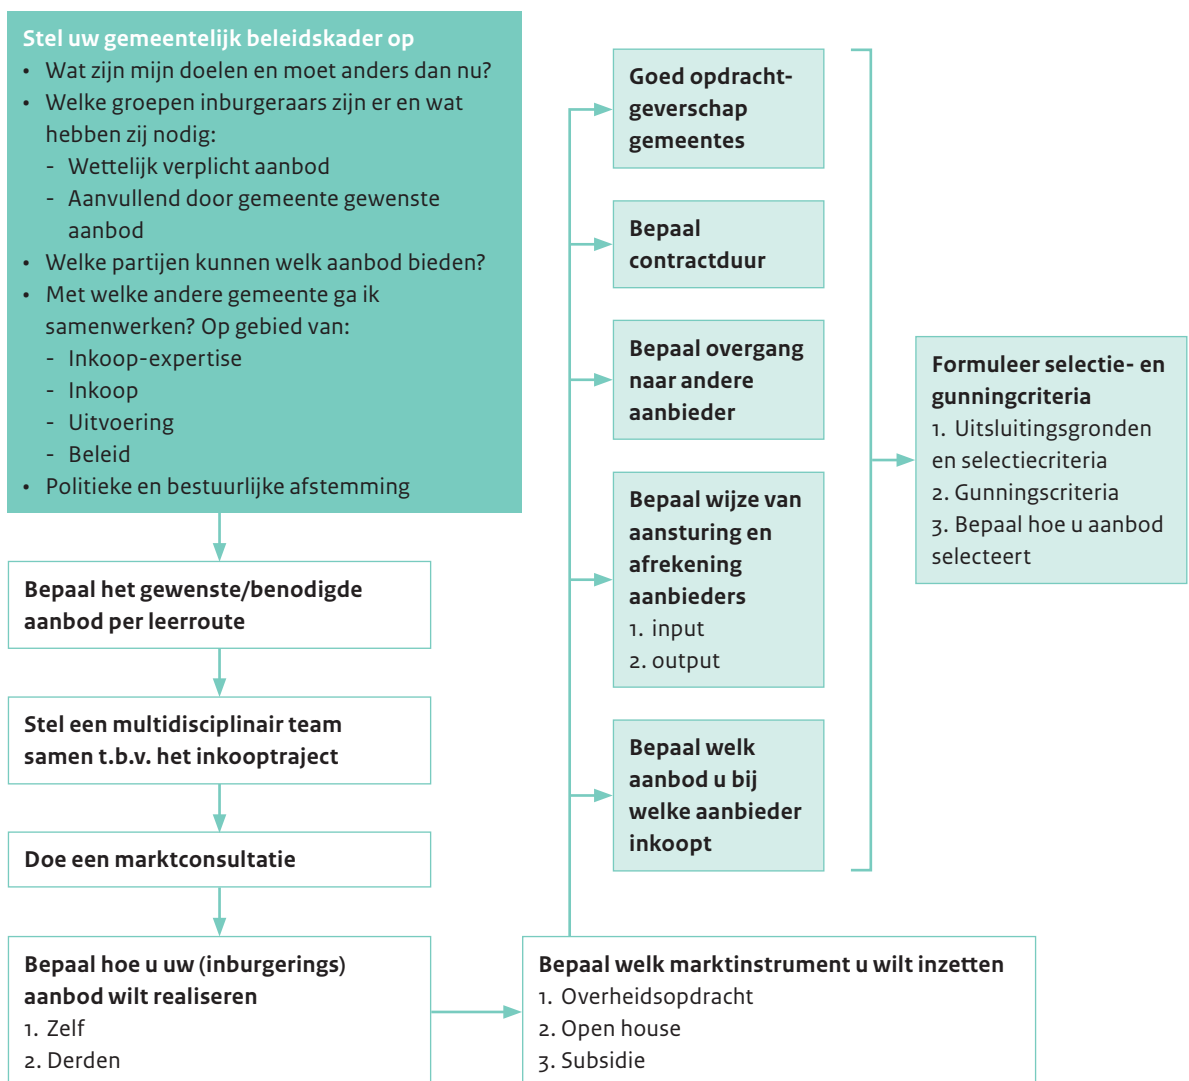 Stel uw gemeentelijk beleidskader op
• Wat zijn mijn doelen en moet anders dan nu?
• Welke groepen inburgeraars zijn er en wat
hebben zij nodig:
- Wettelijk verplicht aanbod
- Aanvullend door gemeente gewenste
aanbod
• Welke partijen kunnen welk aanbod bieden?
• Met welke andere gemeente ga ik
samenwerken? Op gebied van:
- Inkoop-expertise
- Inkoop
- Uitvoering
- Beleid
• Politieke en bestuurlijke afstemming
Bepaal het gewenste/benodigde
aanbod per leerroute
Stel een multidisciplinair team
samen t.b.v. het inkooptraject
Doe een marktconsultatie
Bepaal hoe u uw (inburgerings)
aanbod wilt realiseren
1. Zelf
2. Derden
Bepaal welk marktinstrument u wilt inzetten
1. Overheidsopdracht
2. Open house
3. Subsidie
Goed opdracht-
geverschap
gemeentes
Bepaal
contractduur
Bepaal overgang
naar andere
aanbieder
Bepaal wijze van
aansturing en
afrekening
aanbieders
1. input
2. output
Bepaal welk
aanbod u bij
welke aanbieder
inkoopt
Formuleer selectie- en
gunningcriteria
1. Uitsluitingsgronden
en selectiecriteria
2. Gunningscriteria
3. Bepaal hoe u aanbod
selecteert